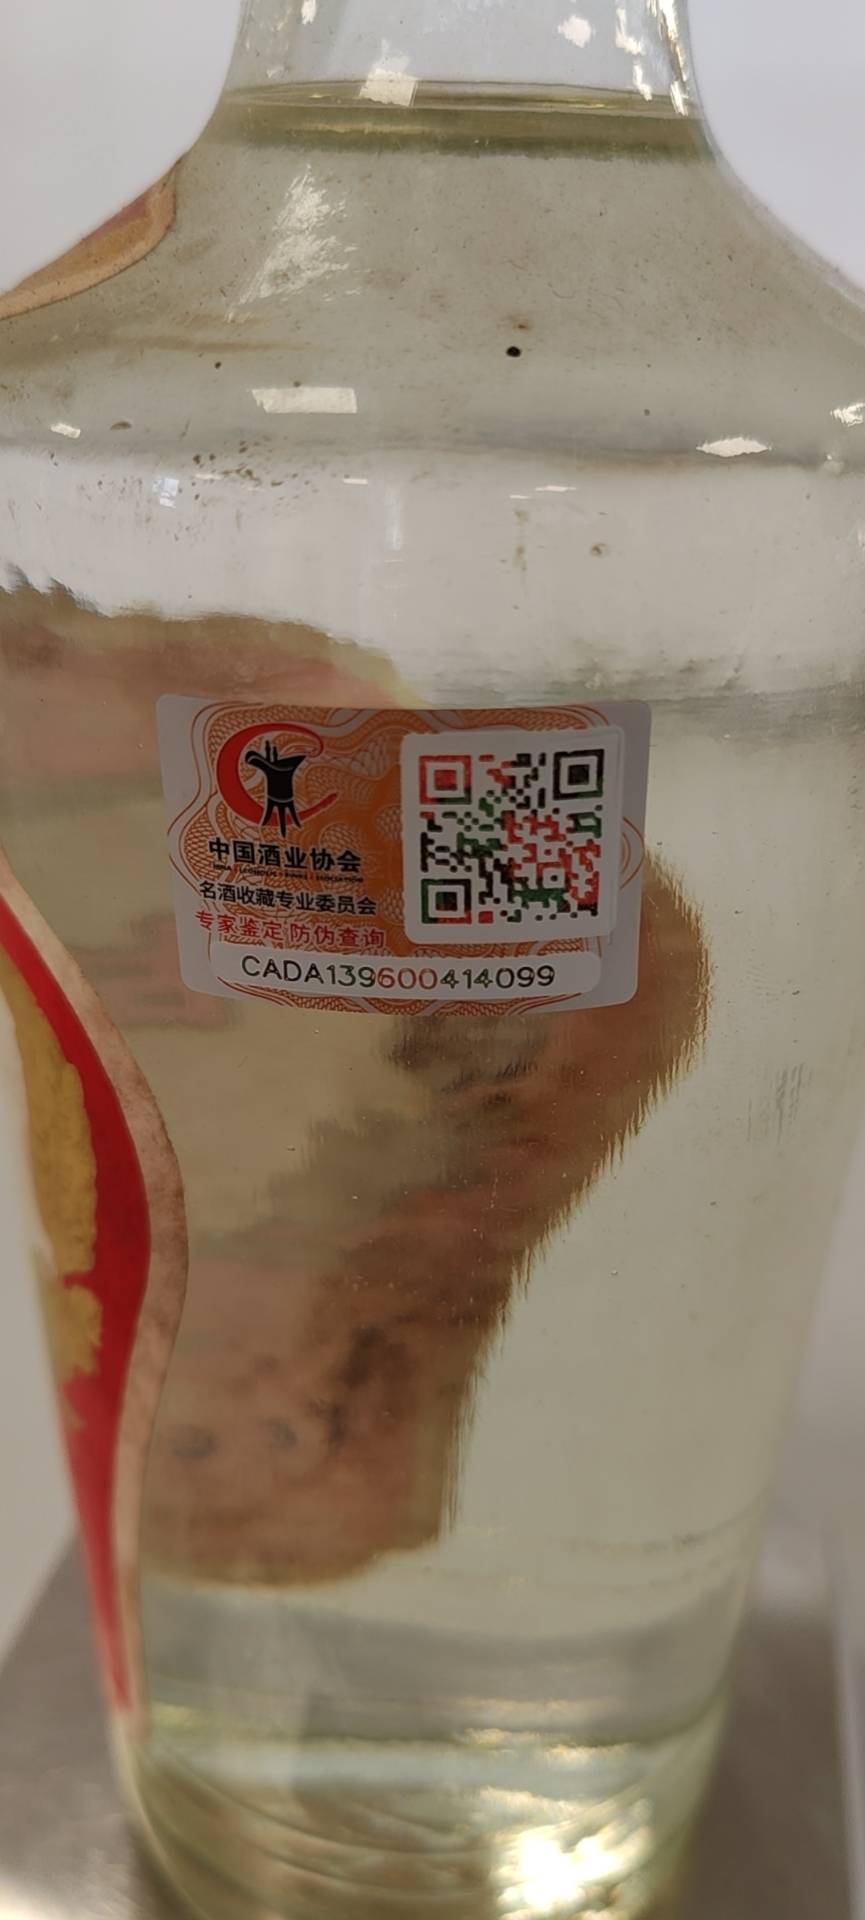 中国酒业协会
名酒收藏专业委员会
专家鉴定 防伪查询
CADA139600414099